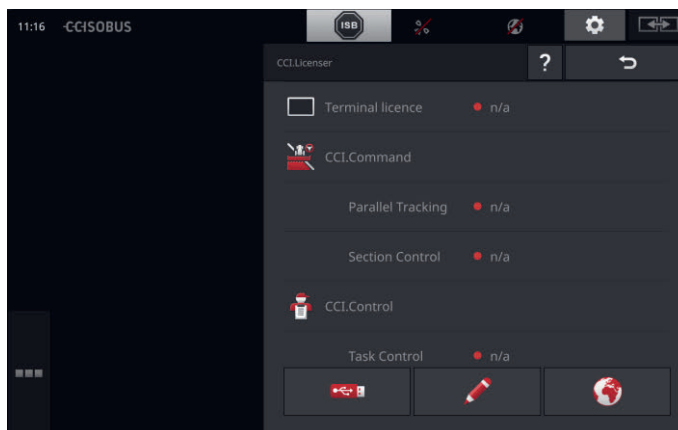 11:16 CCISOBUS ISB
CCI.Licenser ?
Terminal licence n/a
CCI.Command
Parallel Tracking n/a
Section Control n/a
CCI.Control
Task Control n/a